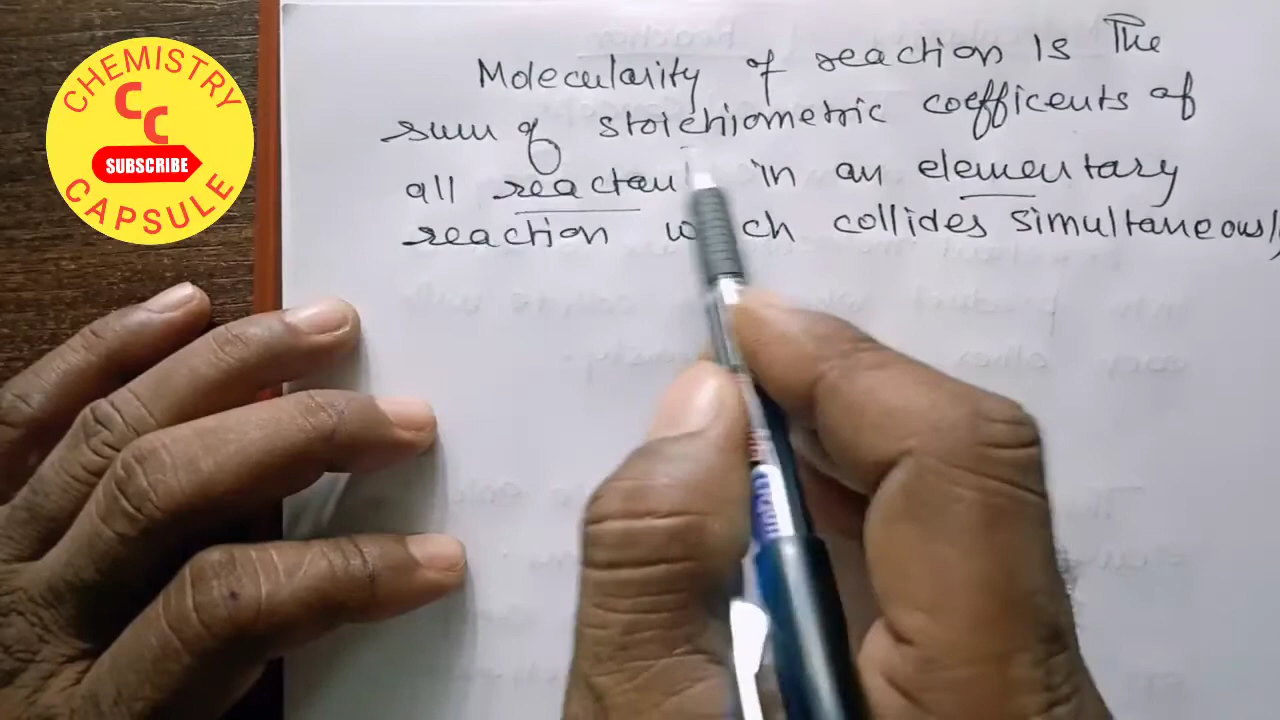 CHEMISTRY
CC
SUBSCRIBE
CAPSULE
Molecularity of reaction Is The
sum of stoichiometric coefficents of
all in an elementary
reaction collides simultaneously